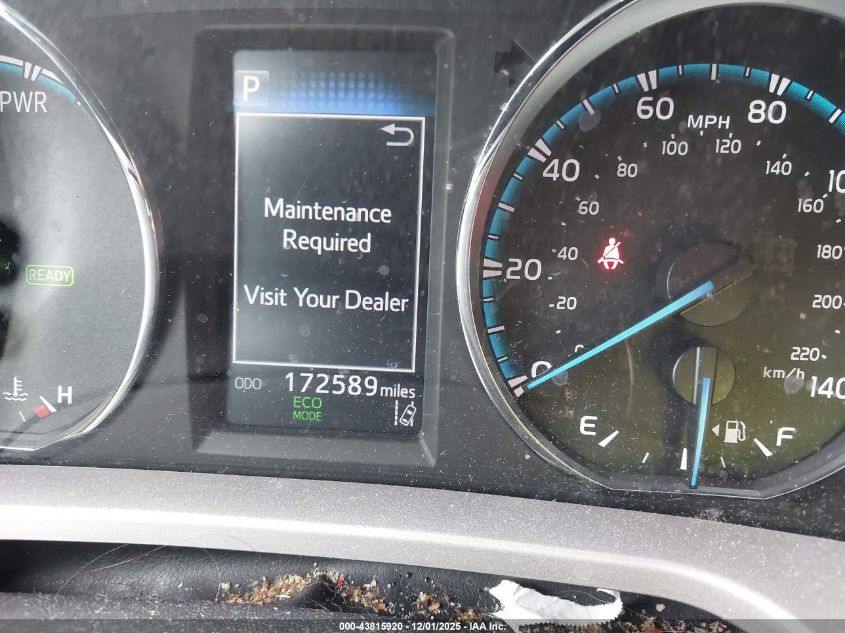 PWR
READY
H
P
Maintenance
Required
Visit Your Dealer
ODO 172589 miles
ECO
MODE
MPH
0
20
40
60
80
20
40
60
80
100
120
140
160
180
200
220
km/h
140
E
F
000-43815920 - 12/01/2025 - IAA Inc.